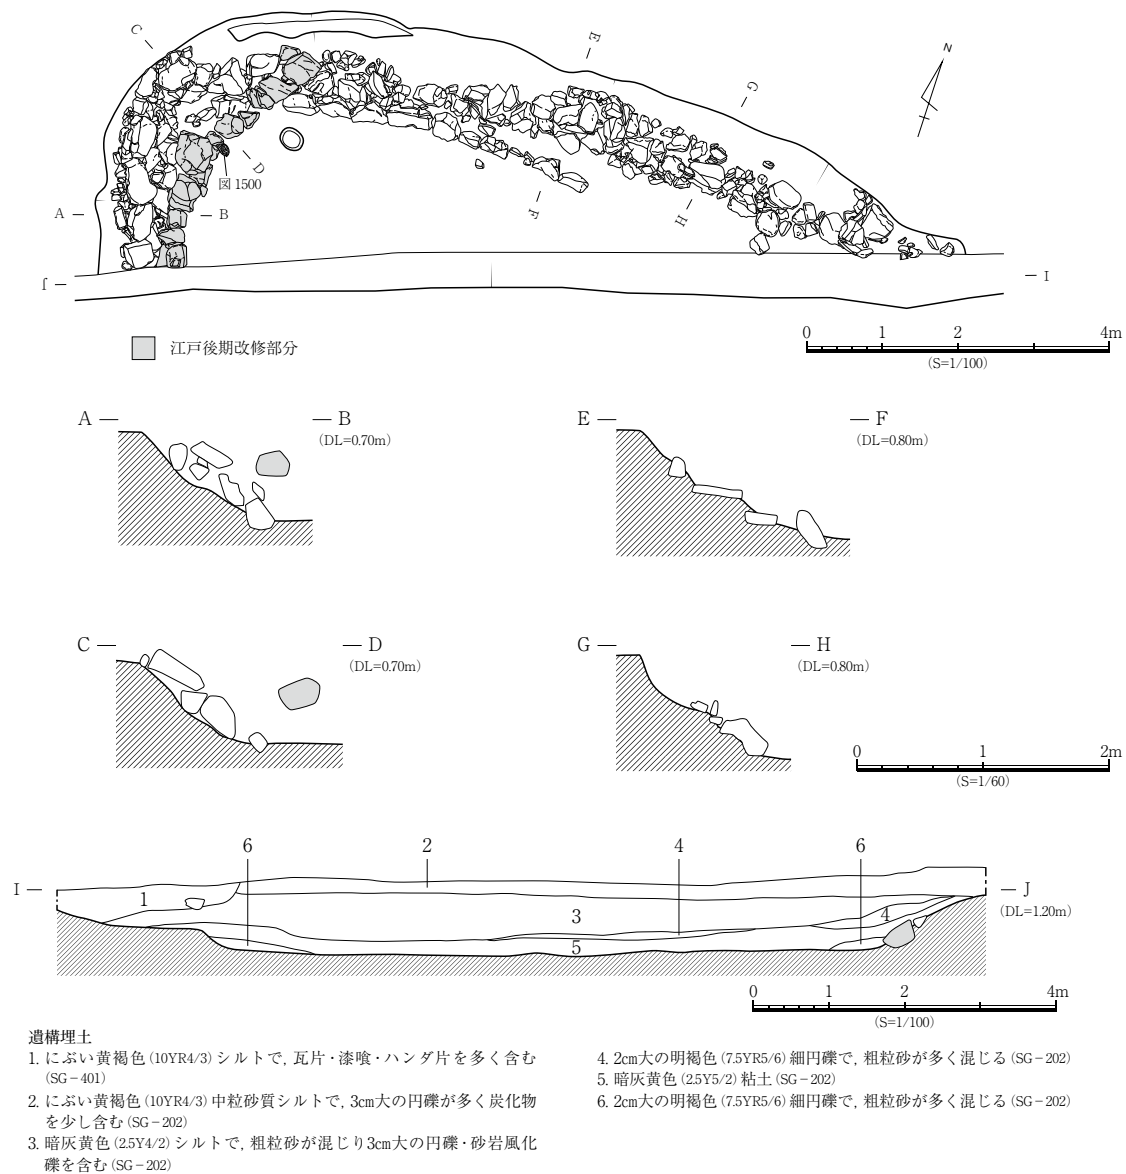 C
E
G
N
D
図1500
A
B
F
H
J
I
江戸後期改修部分
0 1 2 4m
(S=1/100)
A B
(DL=0.70m)
E F
(DL=0.80m)
C D
(DL=0.70m)
G H
(DL=0.80m)
0 1 2m
(S=1/60)
6 2 4 6
I J
(DL=1.20m)
1
3
4
5
0 1 2 4m
(S=1/100)
遺構埋土
1. にぶい黄褐色(10YR4/3)シルトで, 瓦片・漆喰・ハンダ片を多く含む
(SG-401)
2. にぶい黄褐色(10YR4/3)中粒砂質シルトで, 3㎝大の円礫が多く炭化物
を少し含む(SG-202)
3. 暗灰黄色(2.5Y4/2)シルトで, 粗粒砂が混じり3㎝大の円礫・砂岩風化
礫を含む(SG-202)
4. 2㎝大の明褐色(7.5YR5/6)細円礫で, 粗粒砂が多く混じる(SG-202)
5. 暗灰黄色(2.5Y5/2)粘土(SG-202)
6. 2㎝大の明褐色(7.5YR5/6)細円礫で, 粗粒砂が多く混じる(SG-202)